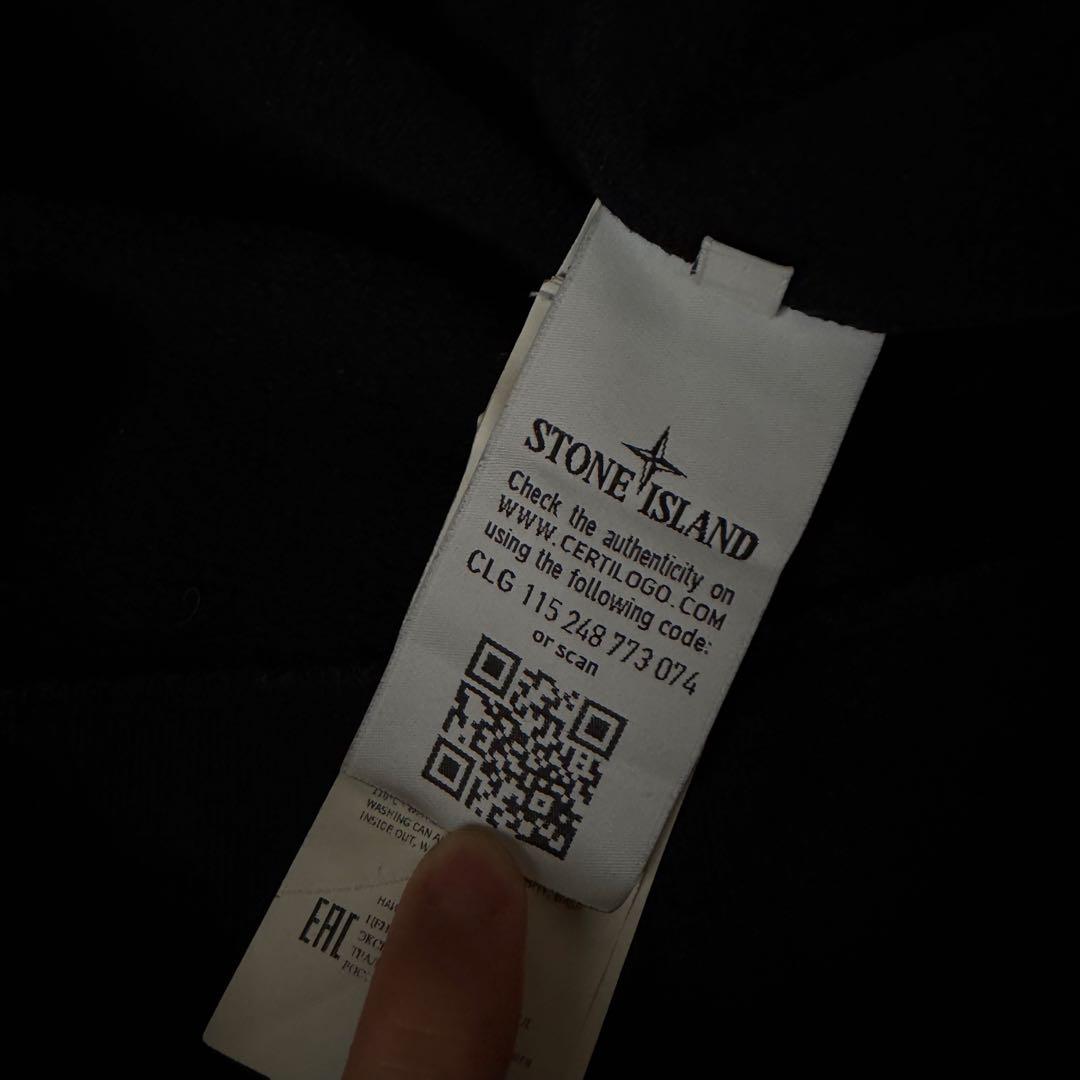 STONE ISLAND
Check the authenticity on
WWW.CERTILOGO.COM
using the following code:
CLG 115 248 773 074
or scan
WASHING CAN
INSIDE OUT,
EAC